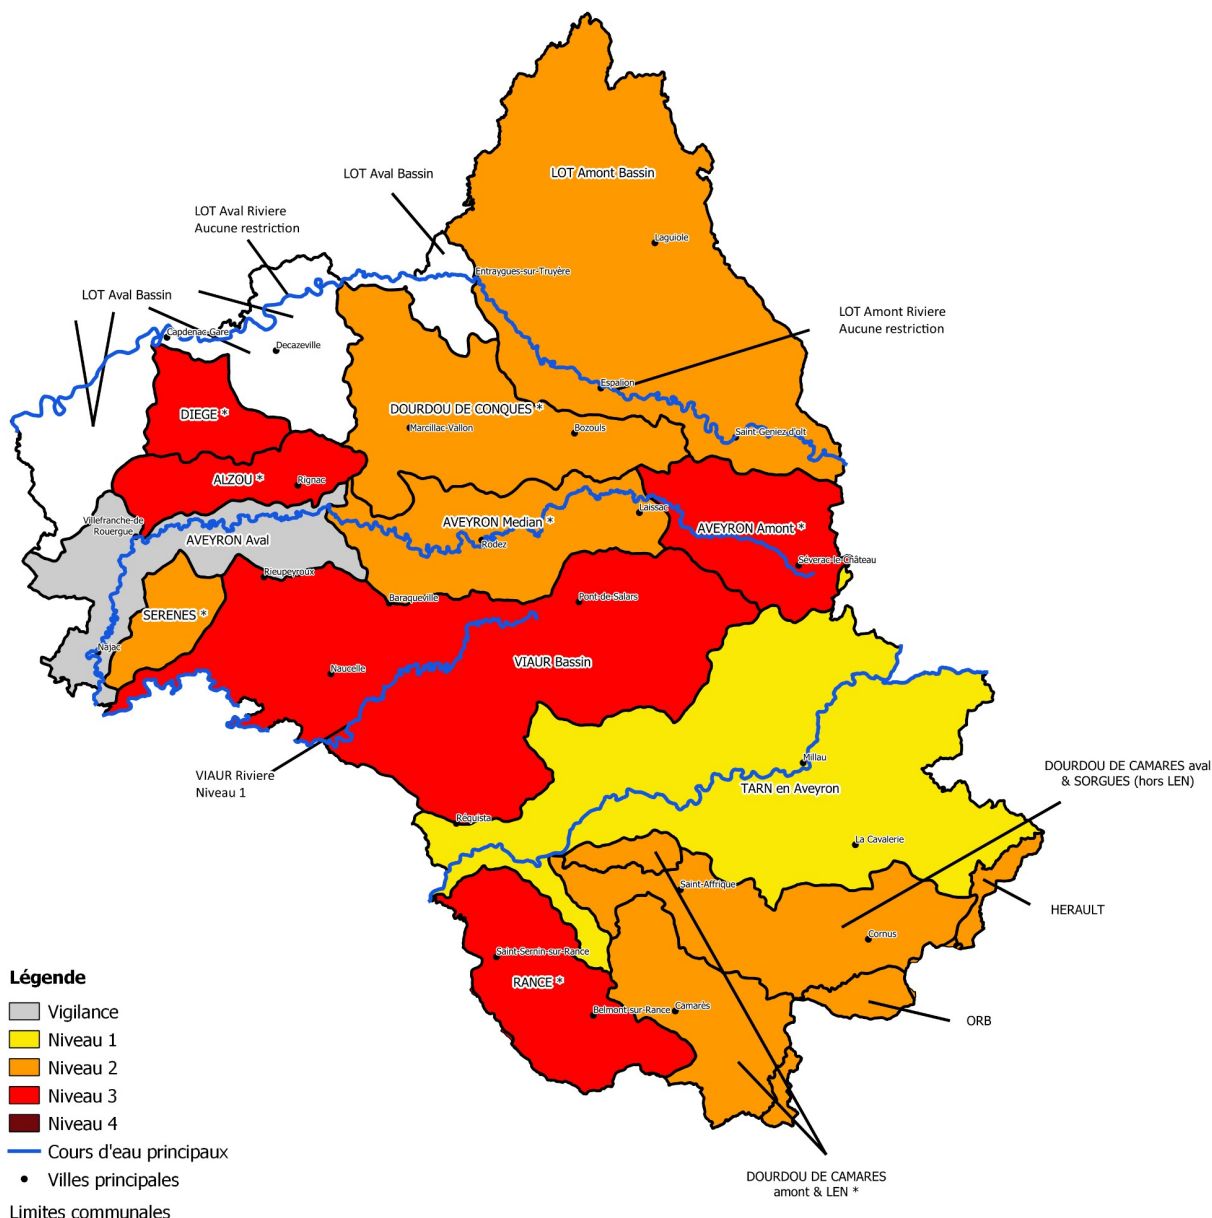 LOT Aval Bassin
LOT Amont Bassin
LOT Aval Riviere
Aucune restriction
Laguiole
Entraygues-sur-Truyère
LOT Aval Bassin
LOT Amont Riviere
Aucune restriction
Capdenac-Gare
Decazeville
Espalion
DIEGE *
DOURDOU DE CONQUES *
Marcillac-Vallon
Bozouls
Saint-Geniez d'olt
ALZOU *
Rignac
Villefranche-de
Rouergue
AVEYRON Aval
AVEYRON Median *
Laissac
AVEYRON Amont *
Rodez
Séverac-le-Château
Rieupeyroux
SERENES *
Baraqueville
Pont-de-Salars
Najac
Naucelle
VIAUR Bassin
VIAUR Riviere
Niveau 1
Millau
TARN en Aveyron
DOURDOU DE CAMARES aval
& SORGUES (hors LEN)
Réquista
La Cavalerie
Saint-Affrique
HERAULT
Cornus
Saint-Sernin-sur-Rance
RANCE *
Belmont-sur-Rance
Camarès
ORB
DOURDOU DE CAMARES
amont & LEN *
Légende
Vigilance
Niveau 1
Niveau 2
Niveau 3
Niveau 4
Cours d'eau principaux
Villes principales
Limites communales